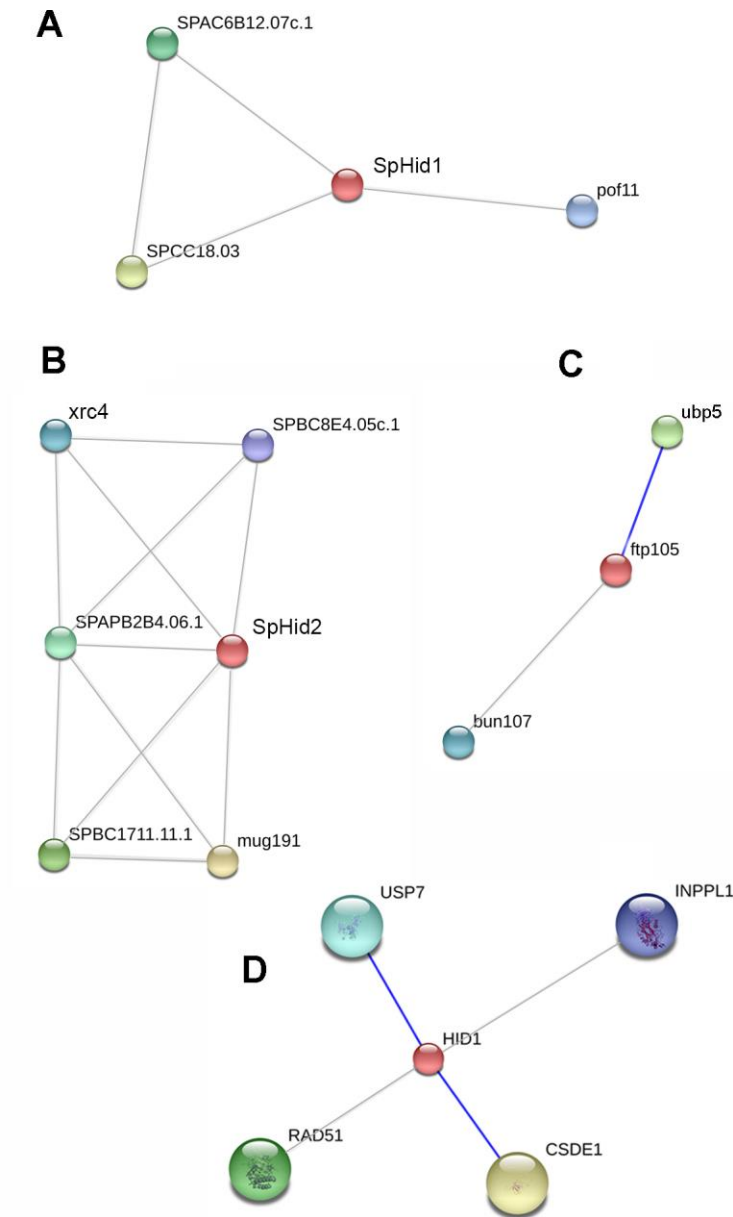 A
SPAC6B12.07c.1
SpHid1
pof11
SPCC18.03
B
C
xrc4
SPBC8E4.05c.1
ubp5
ftp105
SPAPB2B4.06.1
SpHid2
bun107
SPBC1711.11.1
mug191
D
USP7
INPPL1
HID1
RAD51
CSDE1